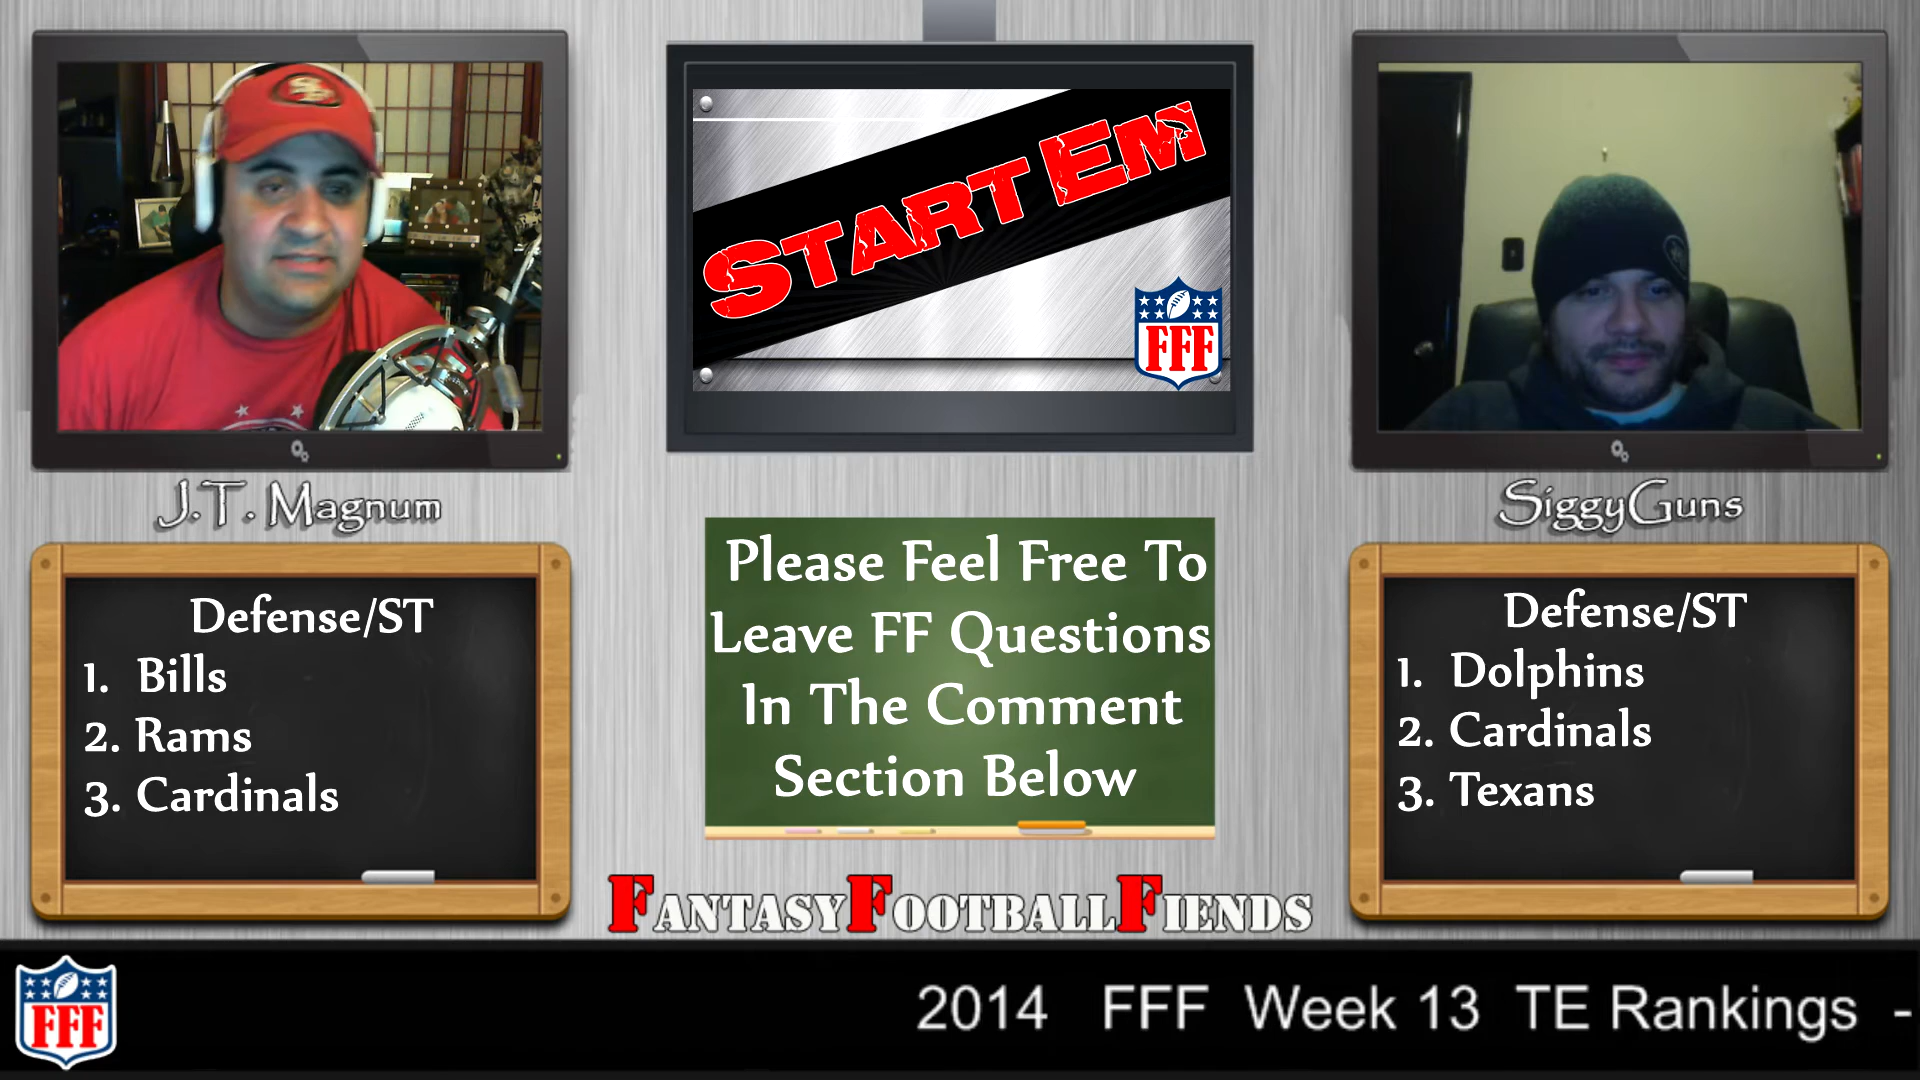 START EM
FFF
J.T. Magnum
SiggyGuns
Defense/ST
1. Bills
2. Rams
3. Cardinals
Please Feel Free To
Leave FF Questions
In The Comment
Section Below
Defense/ST
1. Dolphins
2. Cardinals
3. Texans
FANTASYFOOTBALLFIENDS
FFF
2014 FFF Week 13 TE Rankings -